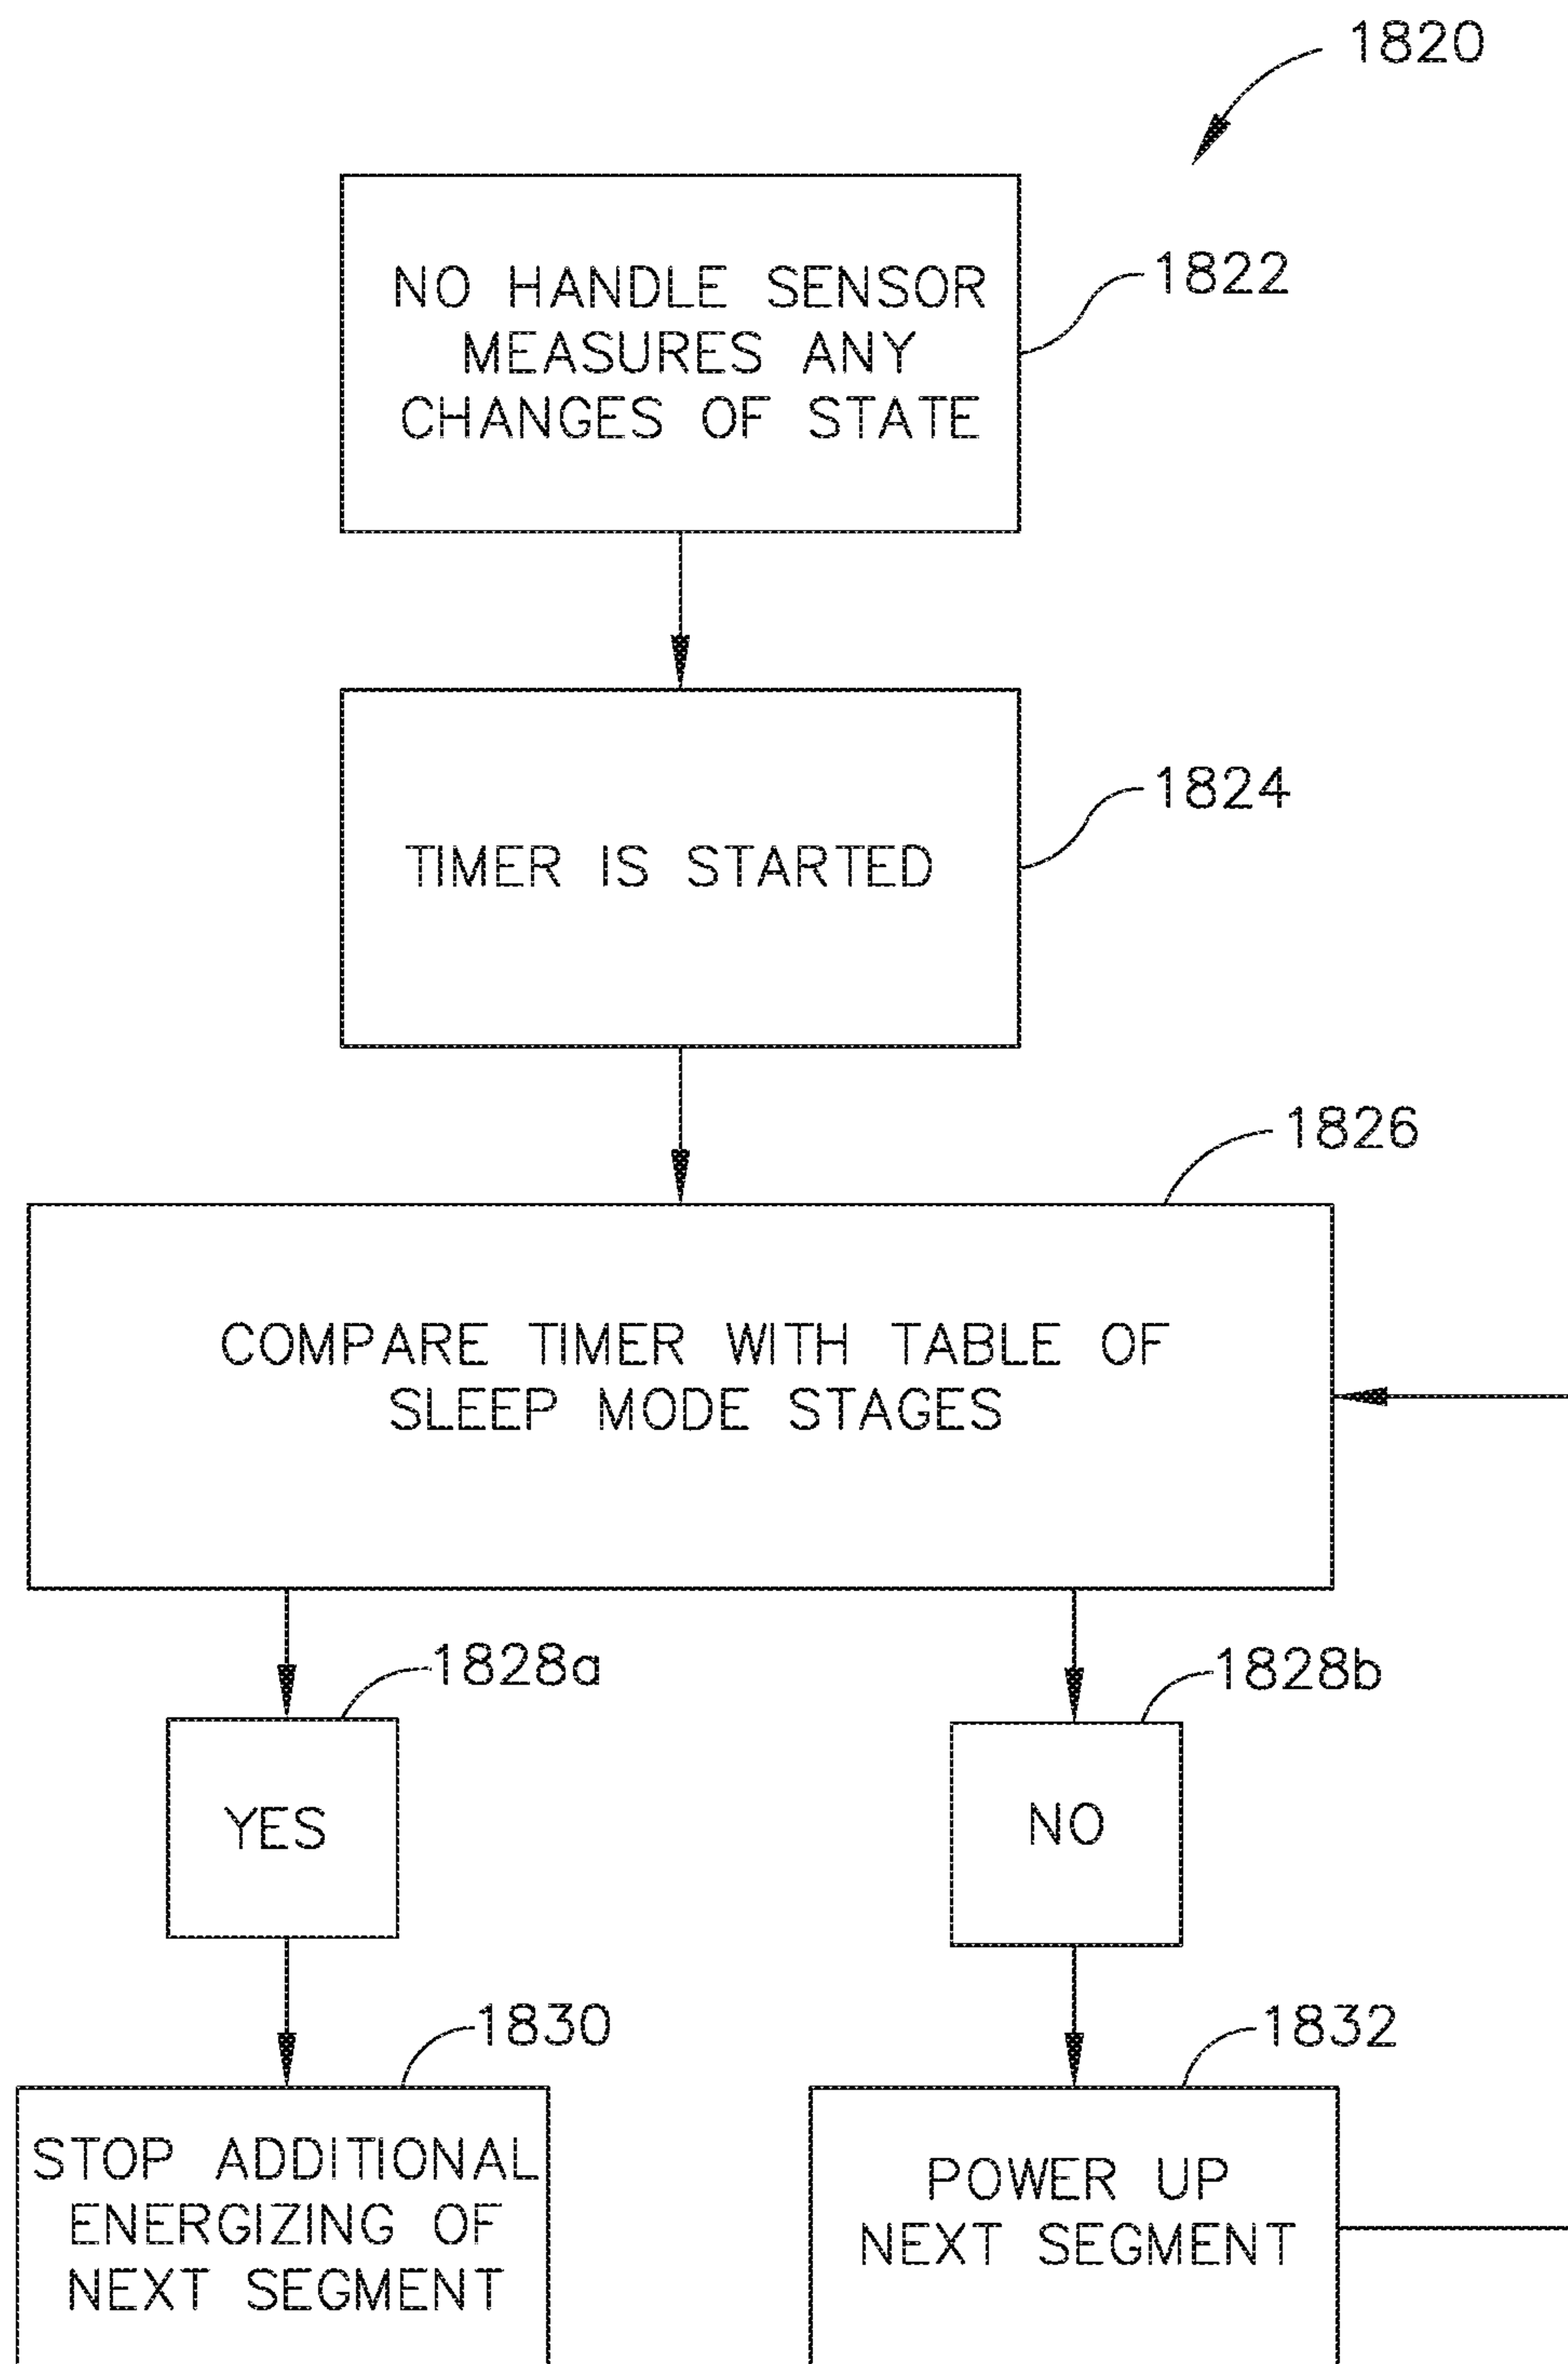 1820
NO HANDLE SENSOR
MEASURES ANY
CHANGES OF STATE
1822
TIMER IS STARTED
1824
1826
COMPARE TIMER WITH TABLE OF
SLEEP MODE STAGES
1828a
1828b
YES
NO
1830
1832
STOP ADDITIONAL
ENERGIZING OF
NEXT SEGMENT
POWER UP
NEXT SEGMENT